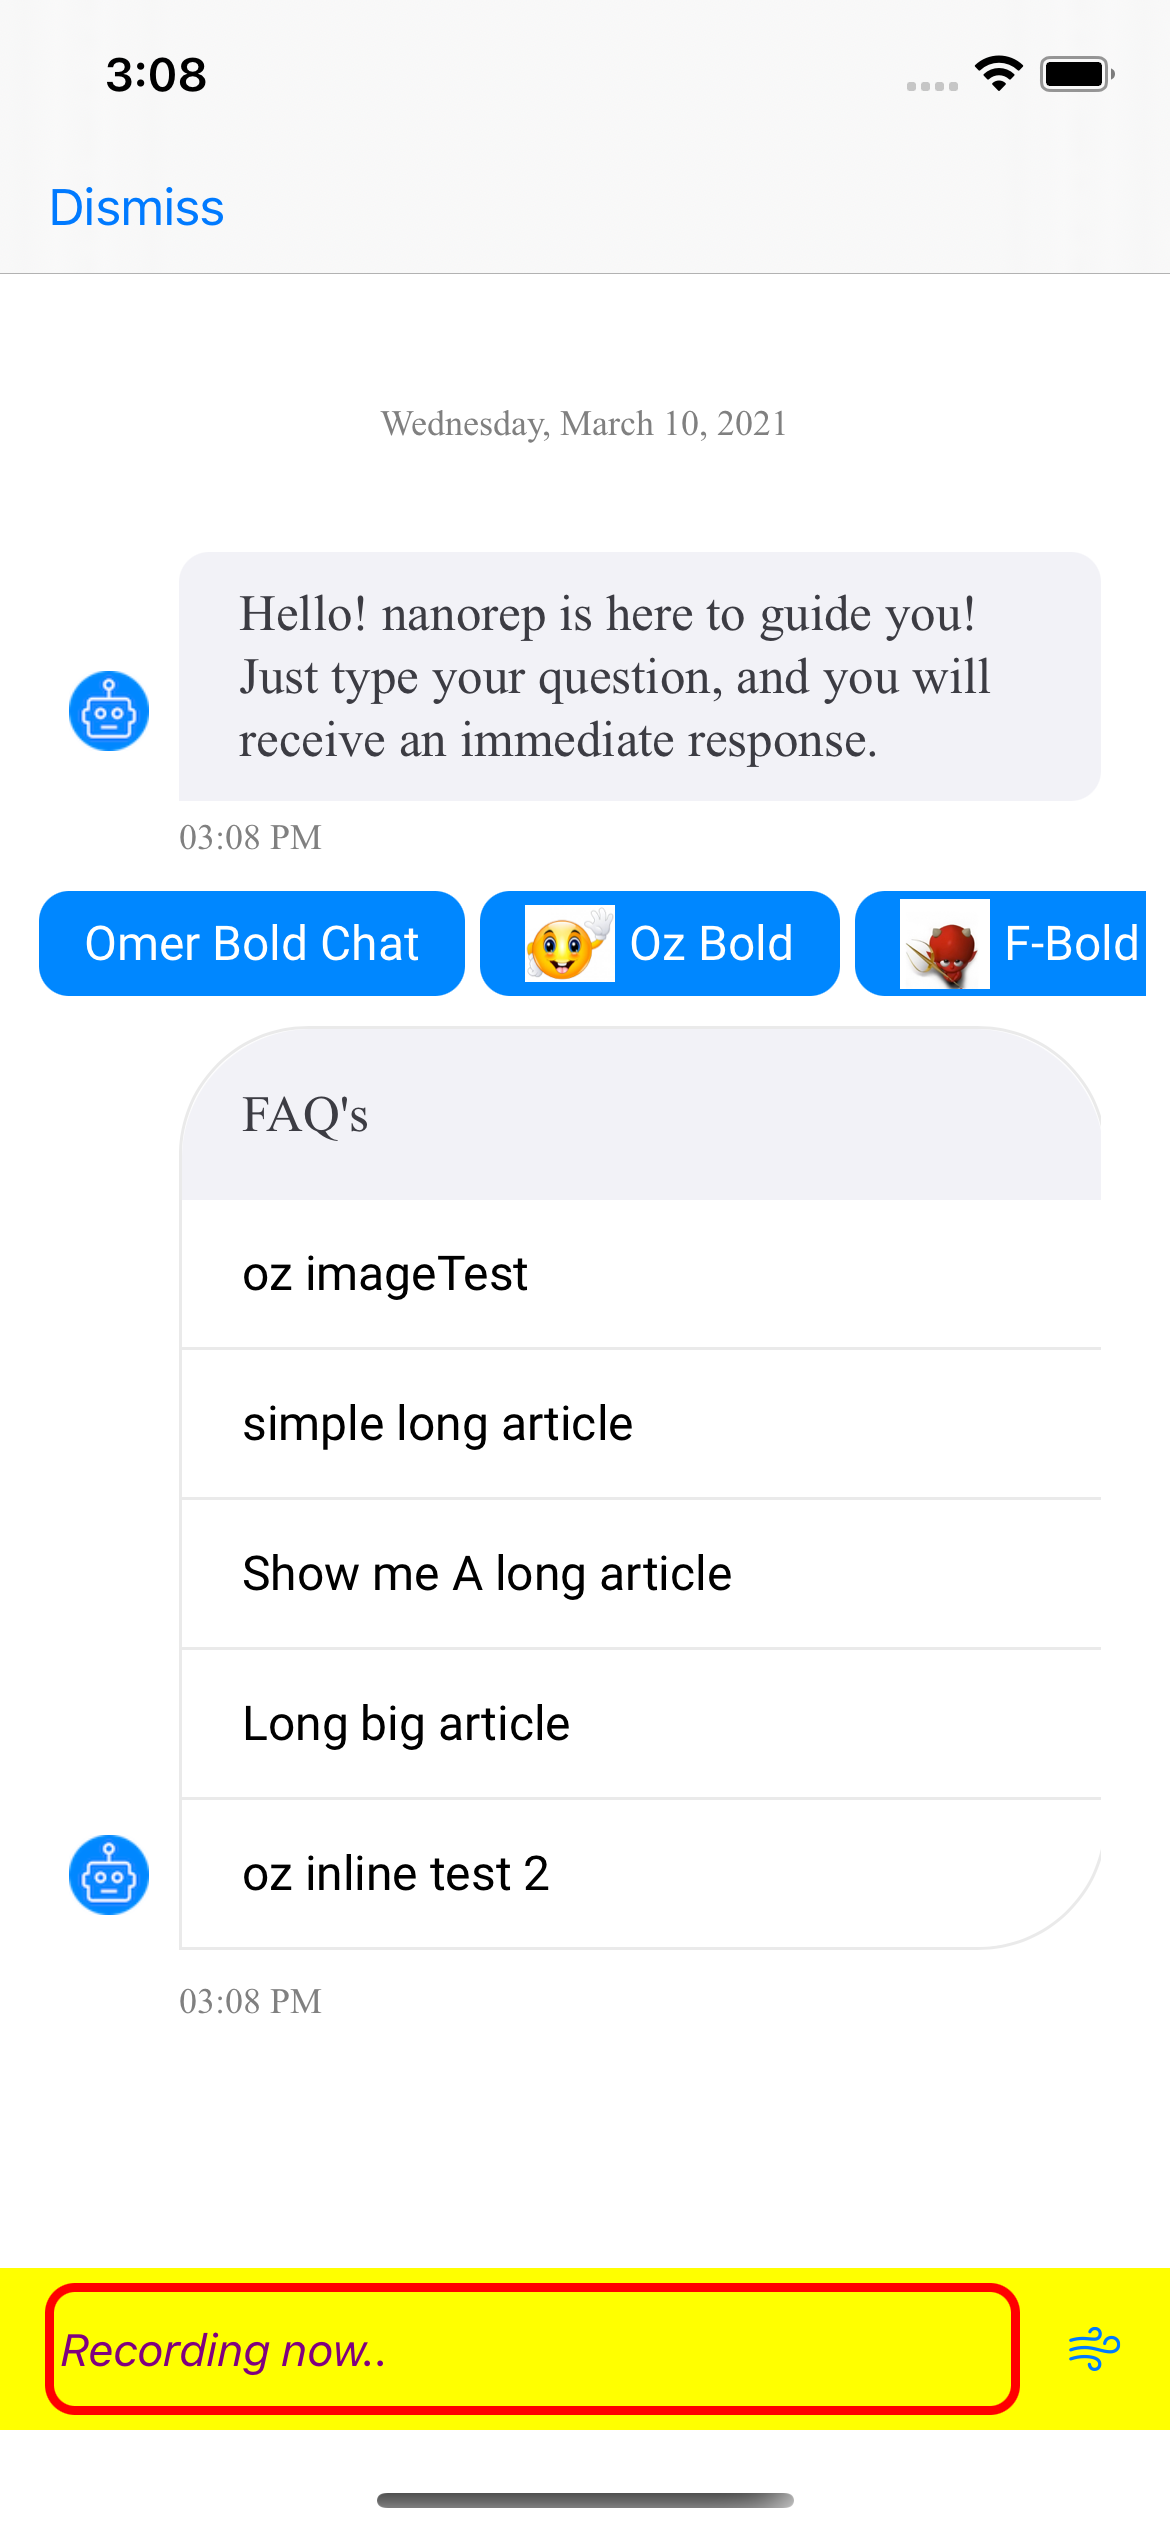 3:08
Dismiss
Wednesday, March 10, 2021
Hello! nanorep is here to guide you!
Just type your question, and you will
receive an immediate response.
03:08 PM
Omer Bold Chat
Oz Bold
F-Bold
FAQ's
oz imageTest
simple long article
Show me A long article
Long big article
oz inline test 2
03:08 PM
Recording now..